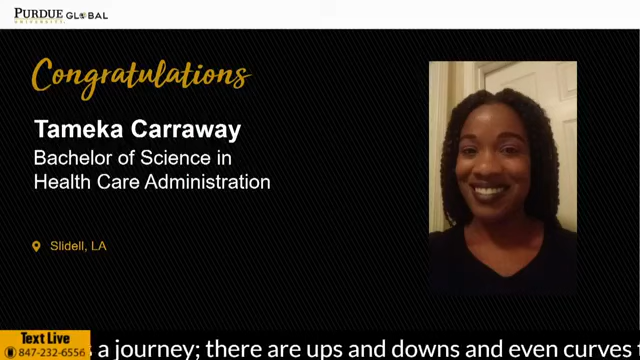 PURDUE GLOBAL
UNIVERSITY
Congratulations
Tameka Carraway
Bachelor of Science in
Health Care Administration
Slidell, LA
Text Live
847-232-6556
a journey; there are ups and downs and even curves